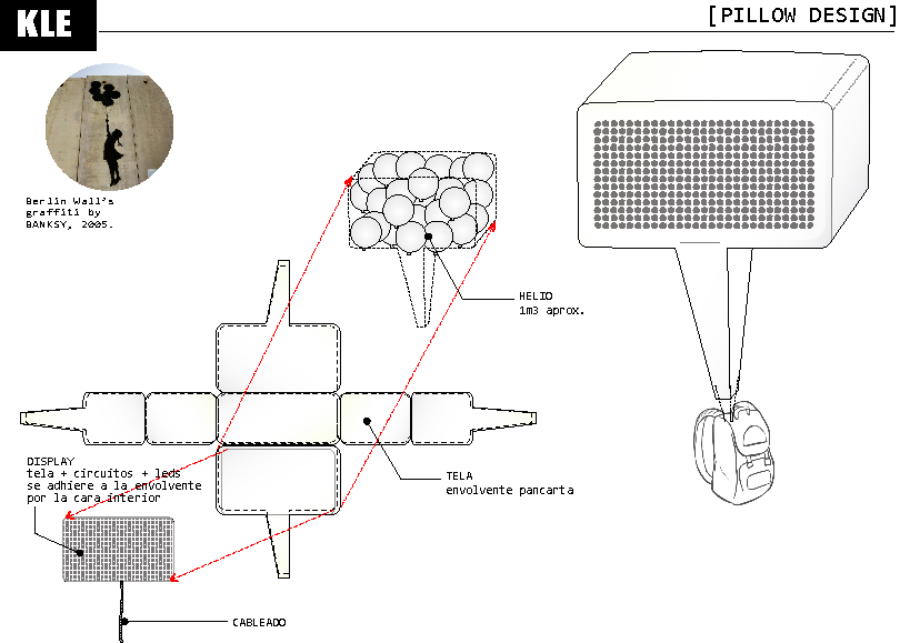 KLE
[PILLOW DESIGN]
Berlin Wall's
graffiti by
BANKSY, 2005.
HELIO
1m3 aprox.
DISPLAY
tela + circuitos + leds
se adhiere a la envolvente
por la cara interior
TELA
envolvente pancarta
CABLEADO